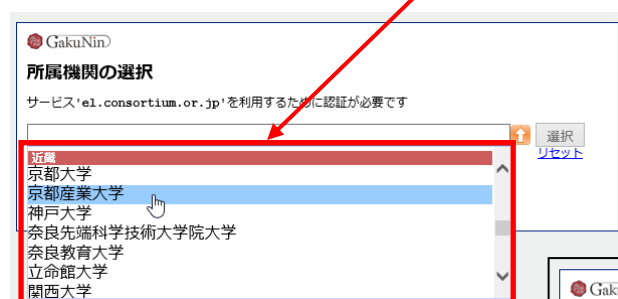 GakuNin
所属機関の選択
サービス'el.consortium.or.jp'を利用するために認証が必要です
選択
リセット
近畿
京都大学
京都産業大学
神戸大学
奈良先端科学技術大学院大学
奈良教育大学
立命館大学
関西大学